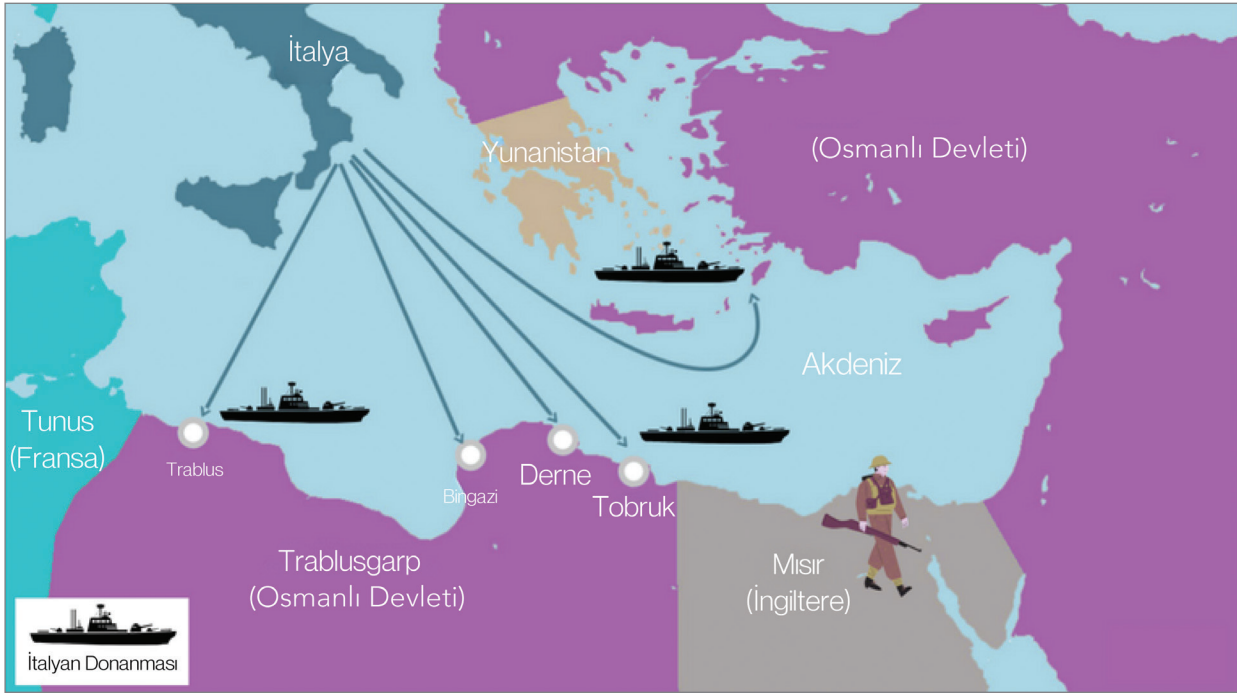 İtalya
Yunanistan
(Osmanlı Devleti)
Akdeniz
Tunus
(Fransa)
Trablus
Bingazi
Derne
Tobruk
Trablusgarp
(Osmanlı Devleti)
Mısır
(İngiltere)
İtalyan Donanması